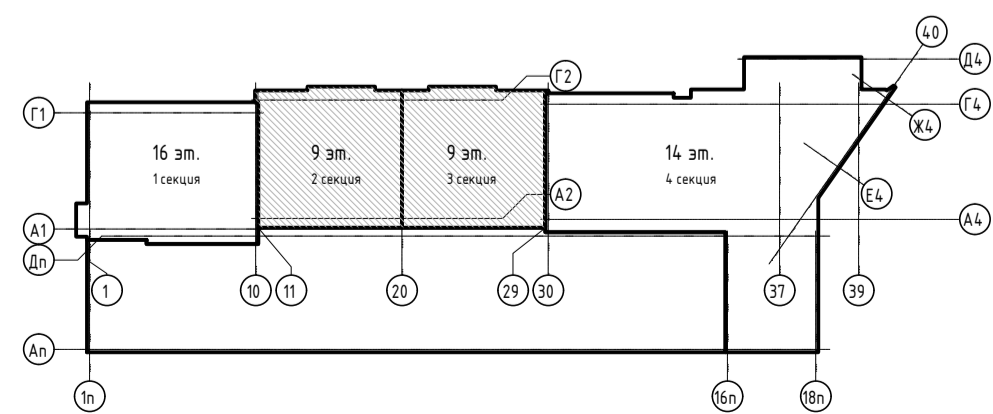 40
Д4
Г2
Г4
Г1
Ж4
16 эт.
1 секция
9 эт.
2 секция
9 эт.
3 секция
14 эт.
4 секция
А2
Е4
А1
А4
Дп
1
10
11
20
29
30
37
39
Ап
1п
16п
18п